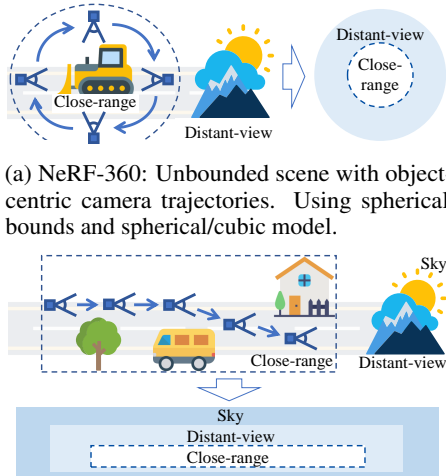 Close-range
Distant-view
Distant-view
Close-
range
(a) NeRF-360: Unbounded scene with object-
centric camera trajectories. Using spherical
bounds and spherical/cubic model.
Sky
Close-range
Distant-view
Sky
Distant-view
Close-range